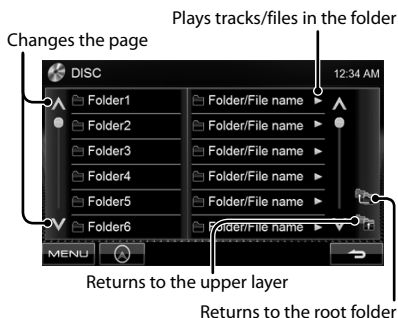 Plays tracks/files in the folder
Changes the page
DISC 12:34 AM
Folder1 Folder/File name
Folder2 Folder/File name
Folder3 Folder/File name
Folder4 Folder/File name
Folder5 Folder/File name
Folder6 Folder/File name
MENU
Returns to the upper layer
Returns to the root folder